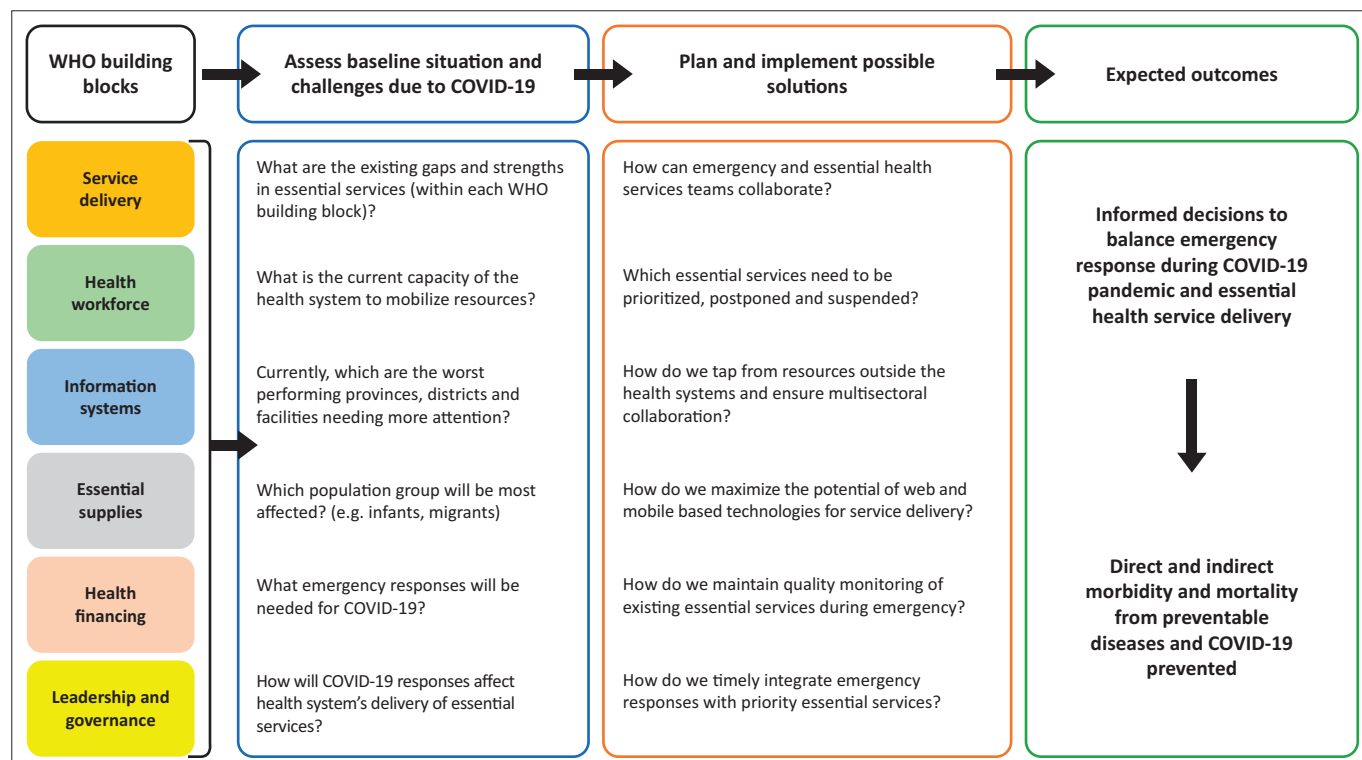 WHO building
blocks
Assess baseline situation and
challenges due to COVID-19
Plan and implement possible
solutions
Expected outcomes
Service
delivery
Health
workforce
Information
systems
Essential
supplies
Health
financing
Leadership and
governance
What are the existing gaps and strengths
in essential services (within each WHO
building block)?
What is the current capacity of the
health system to mobilize resources?
Currently, which are the worst
performing provinces, districts and
facilities needing more attention?
Which population group will be most
affected? (e.g. infants, migrants)
What emergency responses will be
needed for COVID-19?
How will COVID-19 responses affect
health system’s delivery of essential
services?
How can emergency and essential health
services teams collaborate?
Which essential services need to be
prioritized, postponed and suspended?
How do we tap from resources outside the
health systems and ensure multisectoral
collaboration?
How do we maximize the potential of web and
mobile based technologies for service delivery?
How do we maintain quality monitoring of
existing essential services during emergency?
How do we timely integrate emergency
responses with priority essential services?
Informed decisions to
balance emergency
response during COVID-19
pandemic and essential
health service delivery
Direct and indirect
morbidity and mortality
from preventable
diseases and COVID-19
prevented